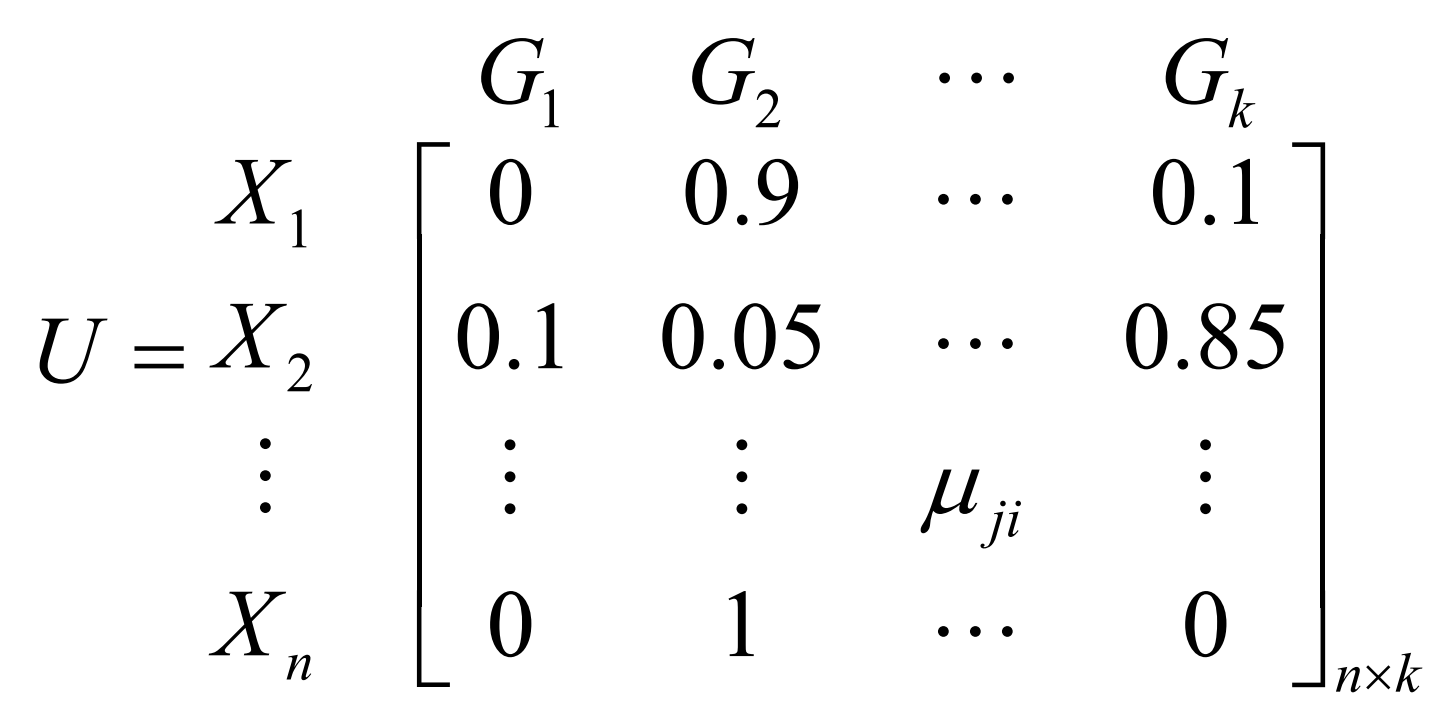 G₁ G₂ ⋯ Gₖ
X₁ 0 0.9 ⋯ 0.1
U = X₂ 0.1 0.05 ⋯ 0.85
⋮ ⋮ ⋮ μⱼᵢ ⋮
Xₙ 0 1 ⋯ 0
n×k